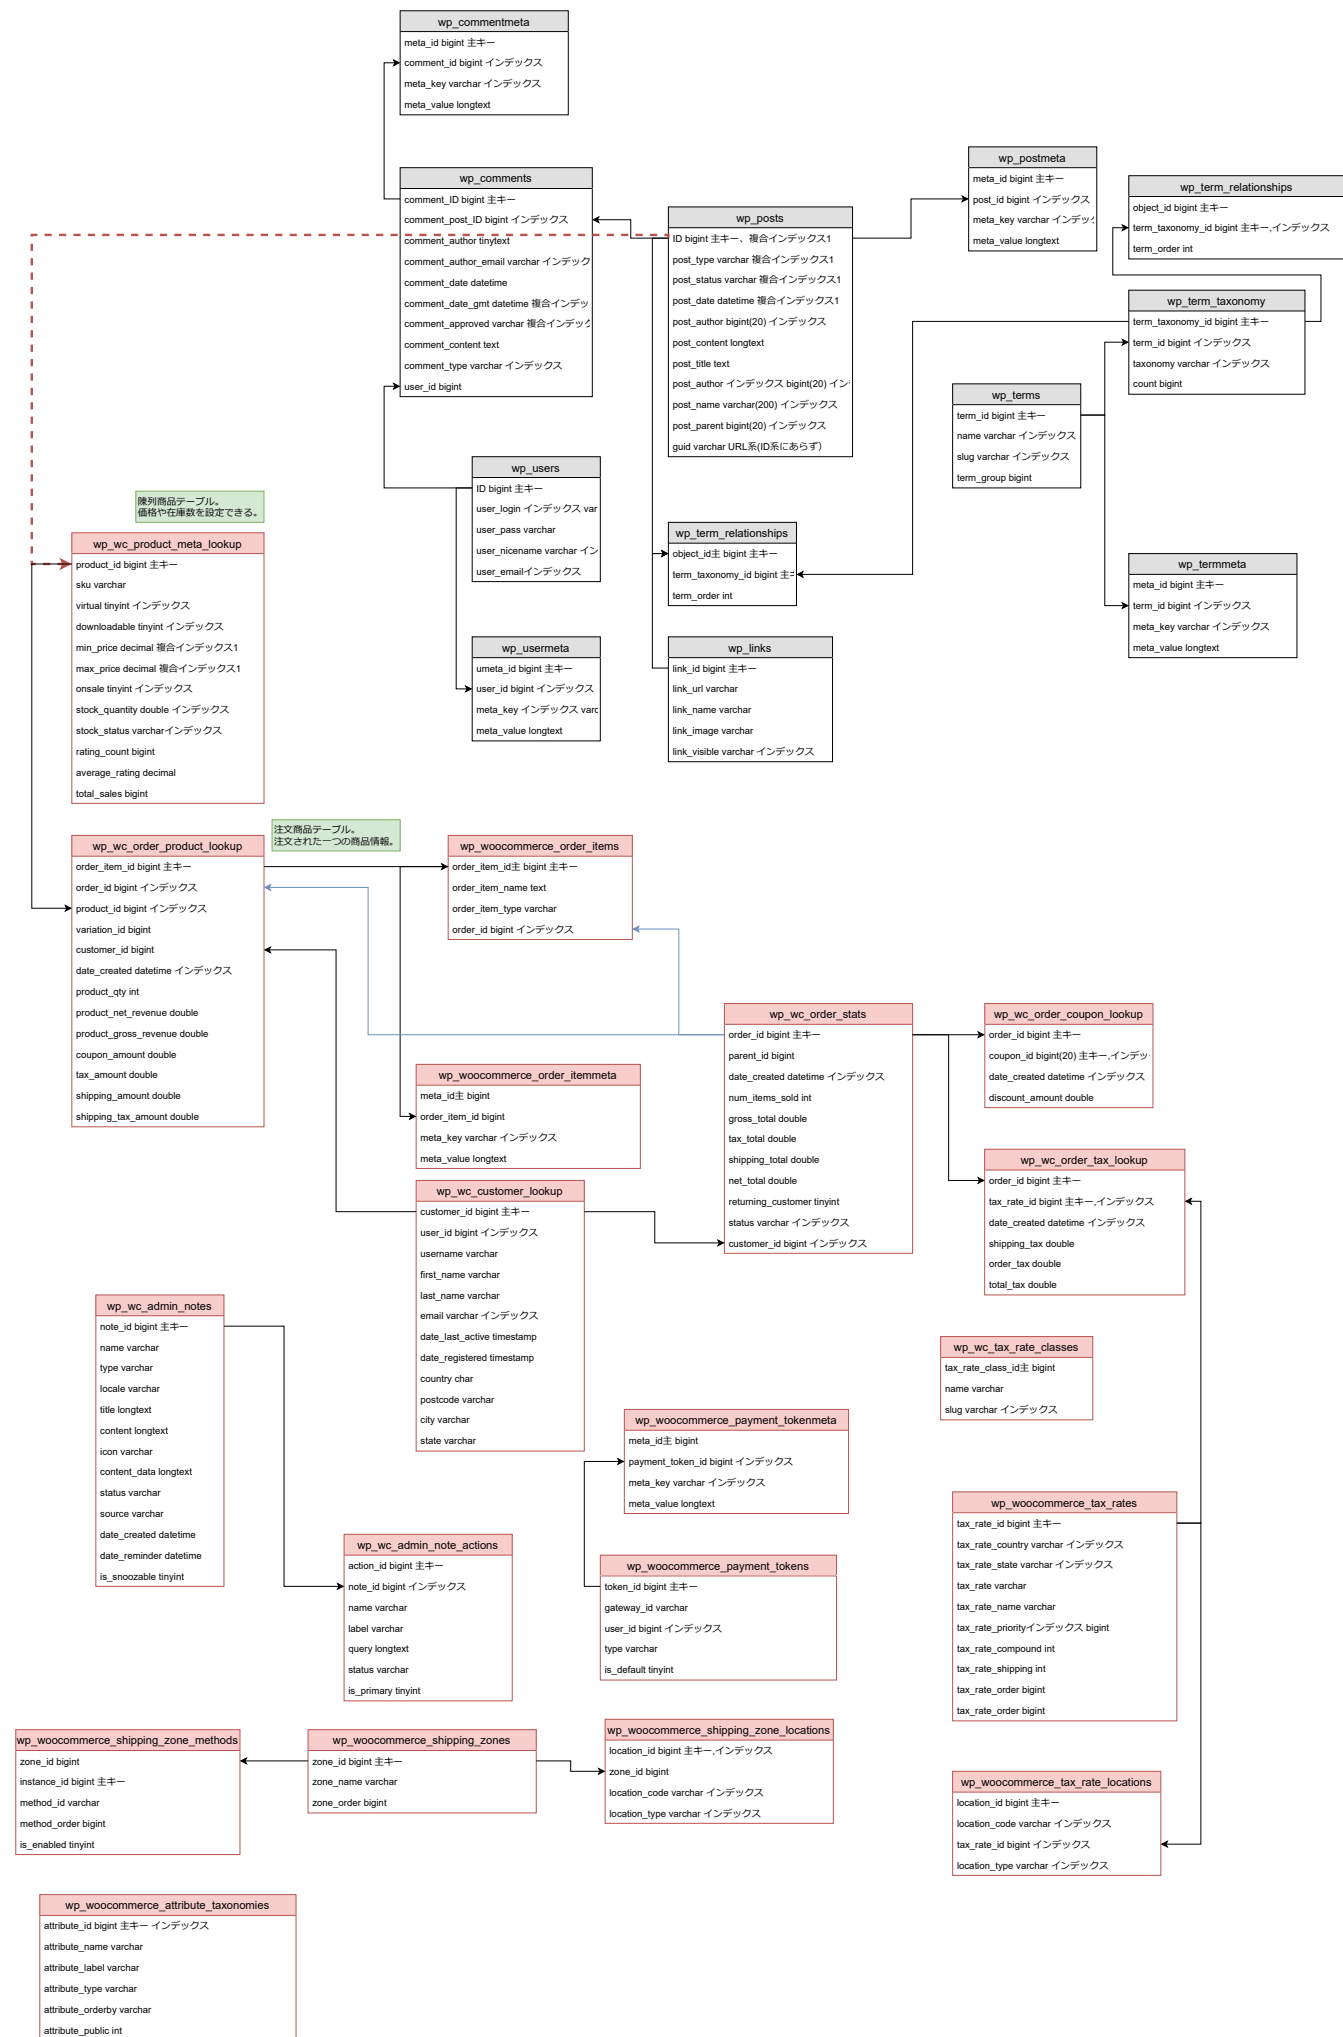 wp_commentmeta
meta_id bigint 主キー
comment_id bigint インデックス
meta_key varchar インデックス
meta_value longtext
wp_comments
comment_ID bigint 主キー
comment_post_ID bigint インデックス
comment_author tinytext
comment_author_email varchar インデック
comment_date datetime
comment_date_gmt datetime 複合インデッ
comment_approved varchar 複合インデック
comment_content text
comment_type varchar インデックス
user_id bigint
wp_posts
ID bigint 主キー、複合インデックス1
post_type varchar 複合インデックス1
post_status varchar 複合インデックス1
post_date datetime 複合インデックス1
post_author bigint(20) インデックス
post_content longtext
post_title text
post_author インデックス bigint(20) イン
post_name varchar(200) インデックス
post_parent bigint(20) インデックス
guid varchar URL系(ID系にあらず）
wp_postmeta
meta_id bigint 主キー
post_id bigint インデックス
meta_key varchar インデック
meta_value longtext
wp_term_relationships
object_id bigint 主キー
term_taxonomy_id bigint 主キー,インデックス
term_order int
wp_term_taxonomy
term_taxonomy_id bigint 主キー
term_id bigint インデックス
taxonomy varchar インデックス
count bigint
wp_terms
term_id bigint 主キー
name varchar インデックス
slug varchar インデックス
term_group bigint
wp_users
ID bigint 主キー
user_login インデックス var
user_pass varchar
user_nicename varchar イン
user_emailインデックス
陳列商品テーブル。
価格や在庫数を設定できる。
wp_wc_product_meta_lookup
product_id bigint 主キー
sku varchar
virtual tinyint インデックス
downloadable tinyint インデックス
min_price decimal 複合インデックス1
max_price decimal 複合インデックス1
onsale tinyint インデックス
stock_quantity double インデックス
stock_status varcharインデックス
rating_count bigint
average_rating decimal
total_sales bigint
wp_term_relationships
object_id主 bigint 主キー
term_taxonomy_id bigint 主キ
term_order int
wp_termmeta
meta_id bigint 主キー
term_id bigint インデックス
meta_key varchar インデックス
meta_value longtext
wp_usermeta
umeta_id bigint 主キー
user_id bigint インデックス
meta_key インデックス varc
meta_value longtext
wp_links
link_id bigint 主キー
link_url varchar
link_name varchar
link_image varchar
link_visible varchar インデックス
注文商品テーブル。
注文された一つの商品情報。
wp_wc_order_product_lookup
order_item_id bigint 主キー
order_id bigint インデックス
product_id bigint インデックス
variation_id bigint
customer_id bigint
date_created datetime インデックス
product_qty int
product_net_revenue double
product_gross_revenue double
coupon_amount double
tax_amount double
shipping_amount double
shipping_tax_amount double
wp_woocommerce_order_items
order_item_id主 bigint 主キー
order_item_name text
order_item_type varchar
order_id bigint インデックス
wp_wc_order_stats
order_id bigint 主キー
parent_id bigint
date_created datetime インデックス
num_items_sold int
gross_total double
tax_total double
shipping_total double
net_total double
returning_customer tinyint
status varchar インデックス
customer_id bigint インデックス
wp_wc_order_coupon_lookup
order_id bigint 主キー
coupon_id bigint(20) 主キー,インデッ
date_created datetime インデックス
discount_amount double
wp_woocommerce_order_itemmeta
meta_id主 bigint
order_item_id bigint
meta_key varchar インデックス
meta_value longtext
wp_wc_order_tax_lookup
order_id bigint 主キー
tax_rate_id bigint 主キー,インデックス
date_created datetime インデックス
shipping_tax double
order_tax double
total_tax double
wp_wc_customer_lookup
customer_id bigint 主キー
user_id bigint インデックス
username varchar
first_name varchar
last_name varchar
email varchar インデックス
date_last_active timestamp
date_registered timestamp
country char
postcode varchar
city varchar
state varchar
wp_wc_admin_notes
note_id bigint 主キー
name varchar
type varchar
locale varchar
title longtext
content longtext
icon varchar
content_data longtext
status varchar
source varchar
date_created datetime
date_reminder datetime
is_snoozable tinyint
wp_wc_tax_rate_classes
tax_rate_class_id主 bigint
name varchar
slug varchar インデックス
wp_woocommerce_payment_tokenmeta
meta_id主 bigint
payment_token_id bigint インデックス
meta_key varchar インデックス
meta_value longtext
wp_woocommerce_tax_rates
tax_rate_id bigint 主キー
tax_rate_country varchar インデックス
tax_rate_state varchar インデックス
tax_rate varchar
tax_rate_name varchar
tax_rate_priorityインデックス bigint
tax_rate_compound int
tax_rate_shipping int
tax_rate_order bigint
tax_rate_order bigint
wp_wc_admin_note_actions
action_id bigint 主キー
note_id bigint インデックス
name varchar
label varchar
query longtext
status varchar
is_primary tinyint
wp_woocommerce_payment_tokens
token_id bigint 主キー
gateway_id varchar
user_id bigint インデックス
type varchar
is_default tinyint
wp_woocommerce_shipping_zone_methods
zone_id bigint
instance_id bigint 主キー
method_id varchar
method_order bigint
is_enabled tinyint
wp_woocommerce_shipping_zones
zone_id bigint 主キー
zone_name varchar
zone_order bigint
wp_woocommerce_shipping_zone_locations
location_id bigint 主キー,インデックス
zone_id bigint
location_code varchar インデックス
location_type varchar インデックス
wp_woocommerce_tax_rate_locations
location_id bigint 主キー
location_code varchar インデックス
tax_rate_id bigint インデックス
location_type varchar インデックス
wp_woocommerce_attribute_taxonomies
attribute_id bigint 主キー インデックス
attribute_name varchar
attribute_label varchar
attribute_type varchar
attribute_orderby varchar
attribute_public int